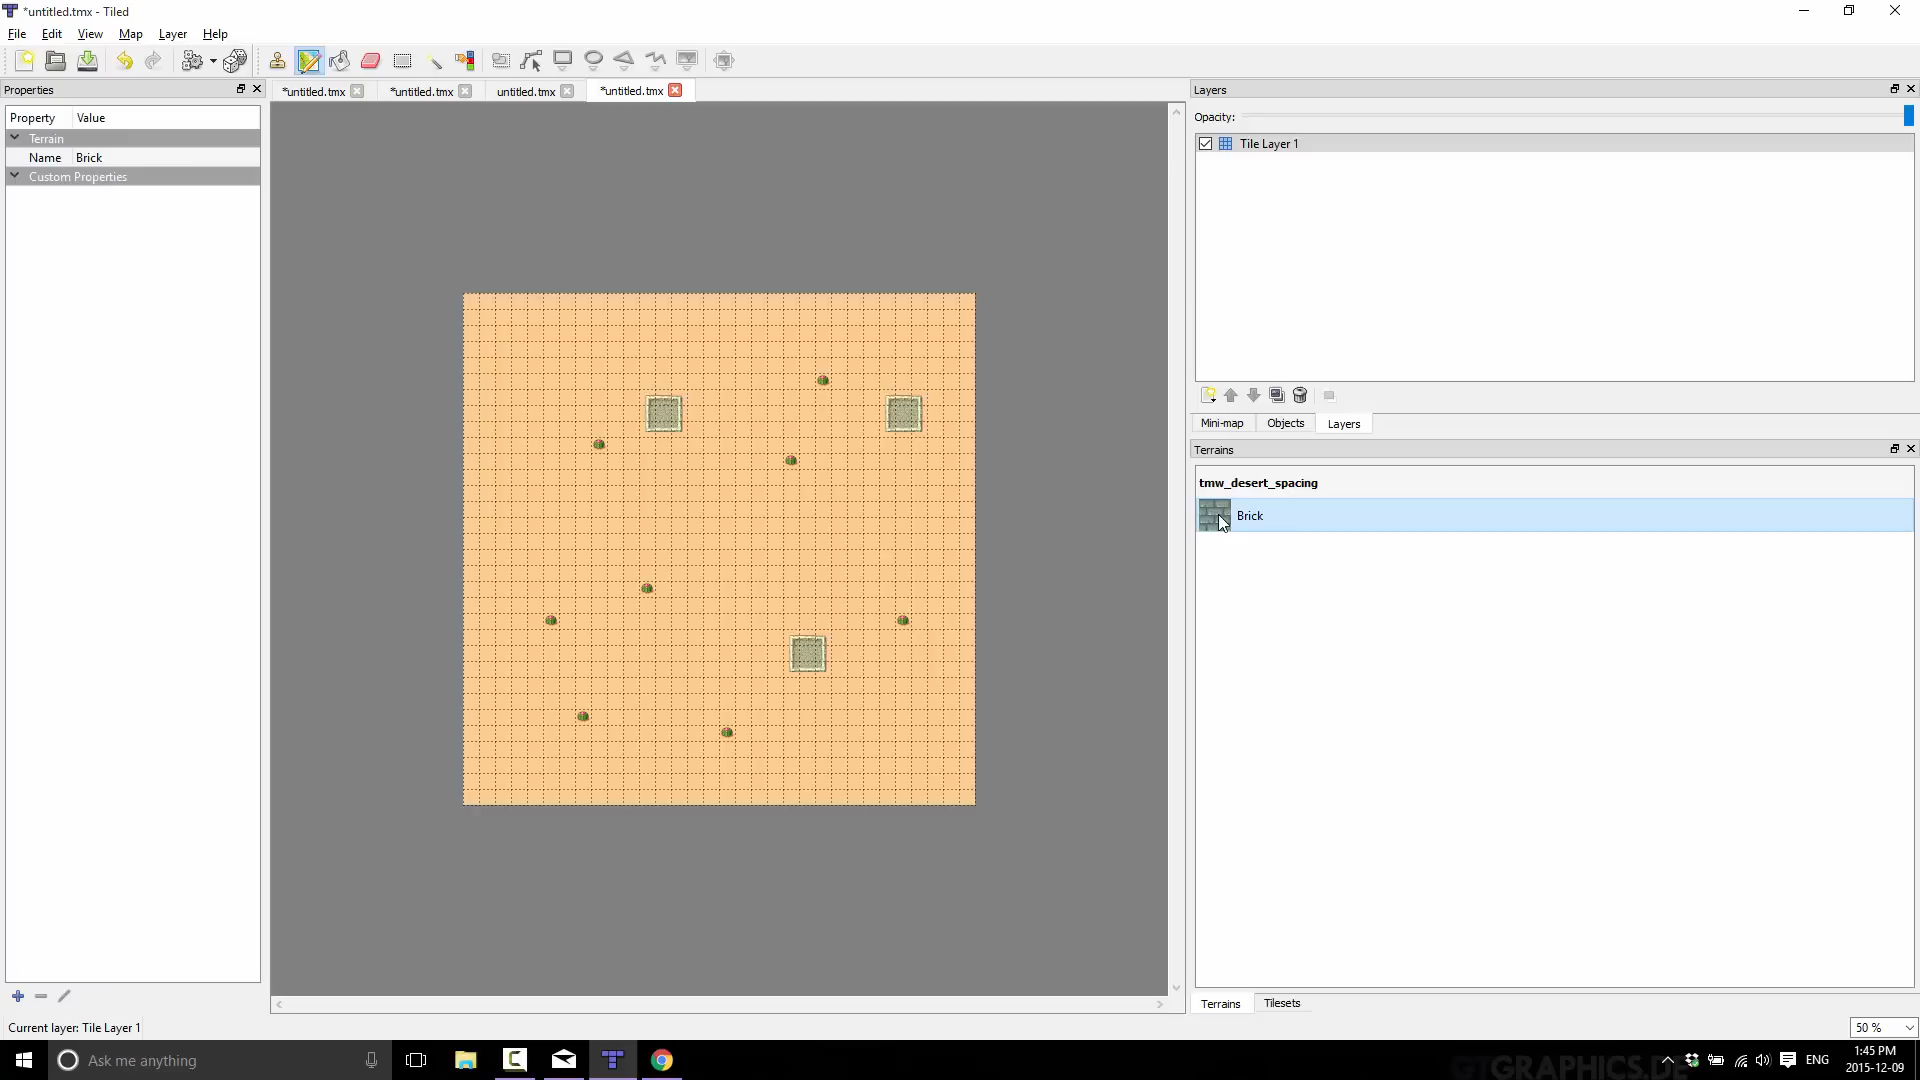 *untitled.tmx - Tiled
File Edit View Map Layer Help
Properties
*untitled.tmx *untitled.tmx untitled.tmx *untitled.tmx
Layers
Property Value
Opacity:
Terrain
Tile Layer 1
Name Brick
Custom Properties
Mini-map Objects Layers
Terrains
tmw_desert_spacing
Brick
Terrains Tilesets
Current layer: Tile Layer 1
50 %
Ask me anything
ENG
1:45 PM
2015-12-09
GTGRAPHICS.DE